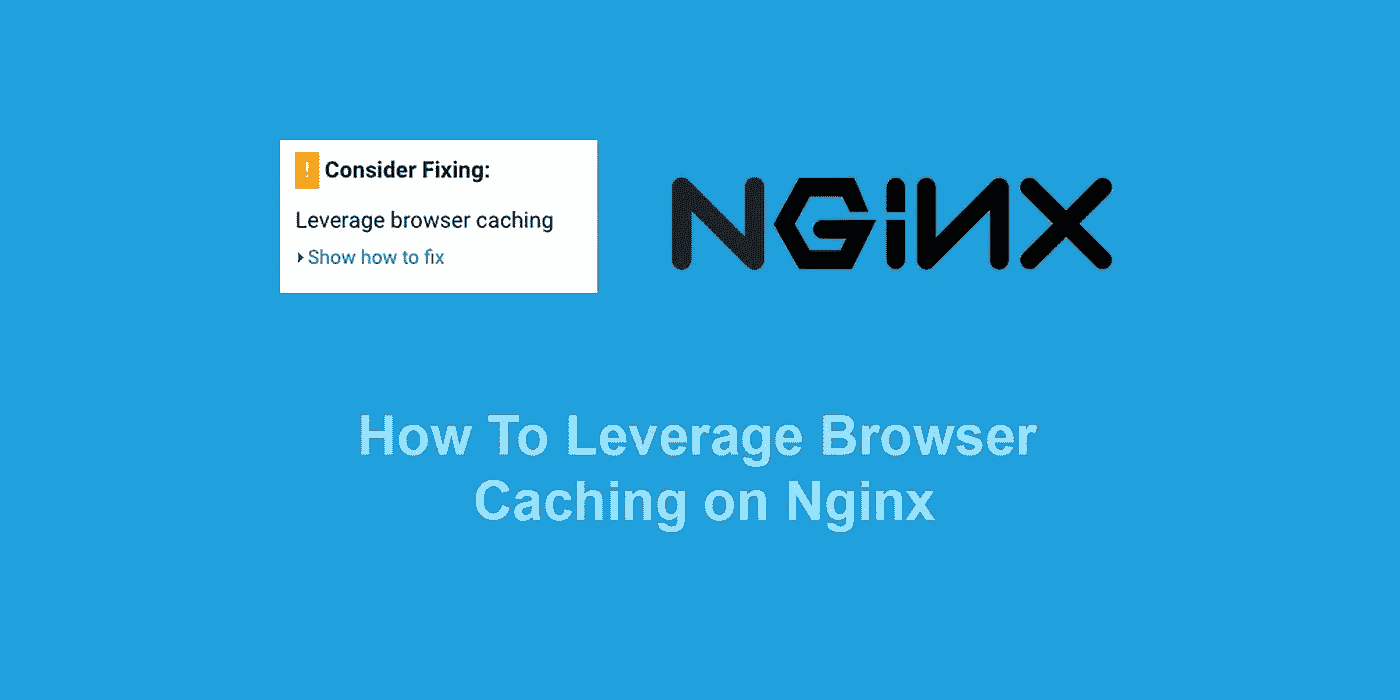 ! Consider Fixing:
Leverage browser caching
Show how to fix
NGiNX
How To Leverage Browser
Caching on Nginx